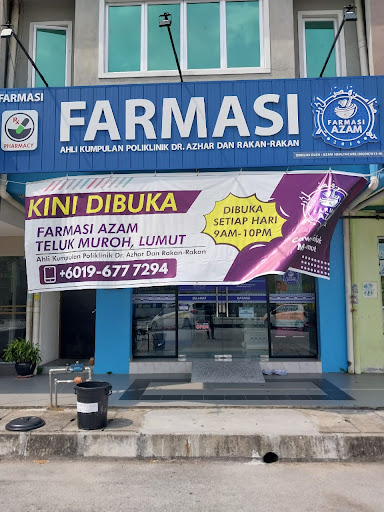 FARMASI
PHARMACY
FARMASI
AHLI KUMPULAN POLIKLINIK DR. AZHAR DAN RAKAN-RAKAN
FARMASI
AZAM
KINI DIBUKA
FARMASI AZAM
TELUK MUROH, LUMUT
Ahli Kumpulan Poliklinik Dr. Azhar Dan Rakan-Rakan
+6019-677 7294
DIBUKA
SETIAP HARI
9AM-10PM